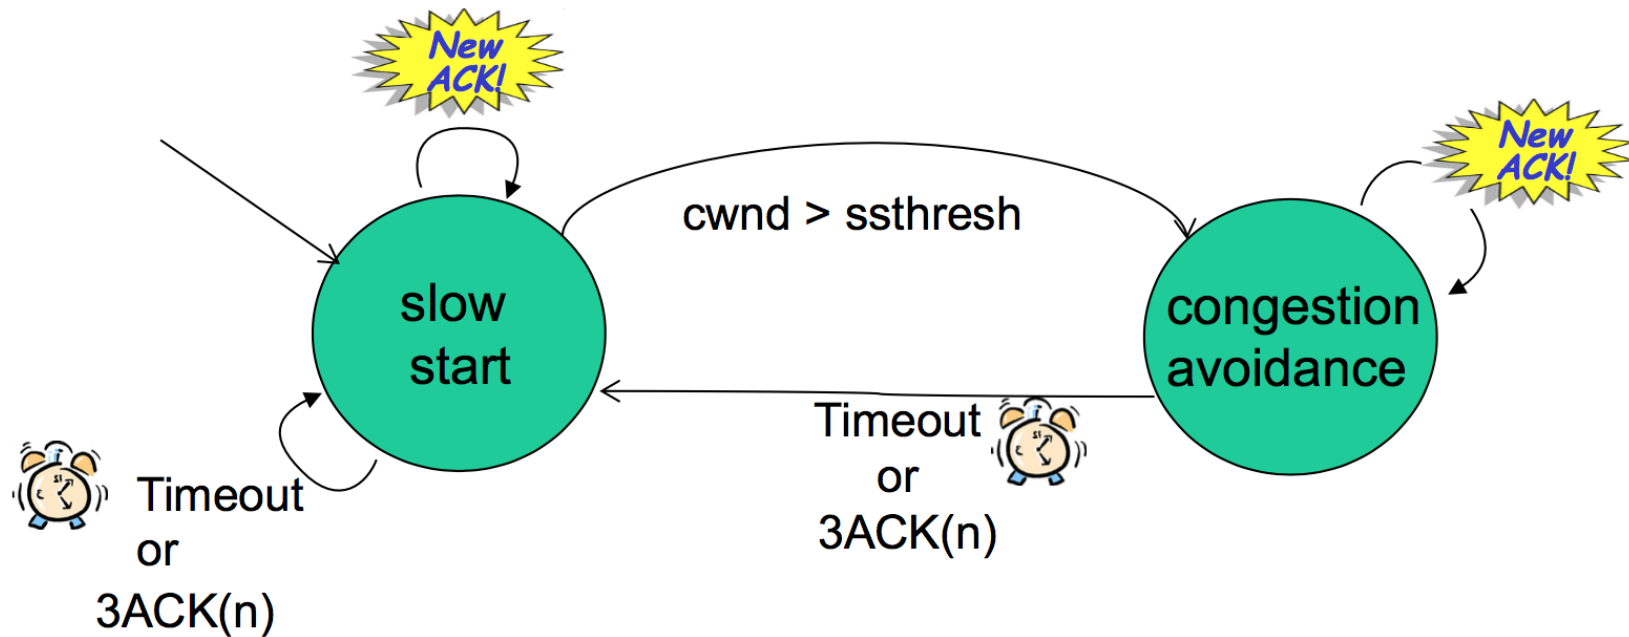 New
ACK!
New
ACK!
cwnd > ssthresh
slow
start
congestion
avoidance
Timeout
or
3ACK(n)
Timeout
or
3ACK(n)